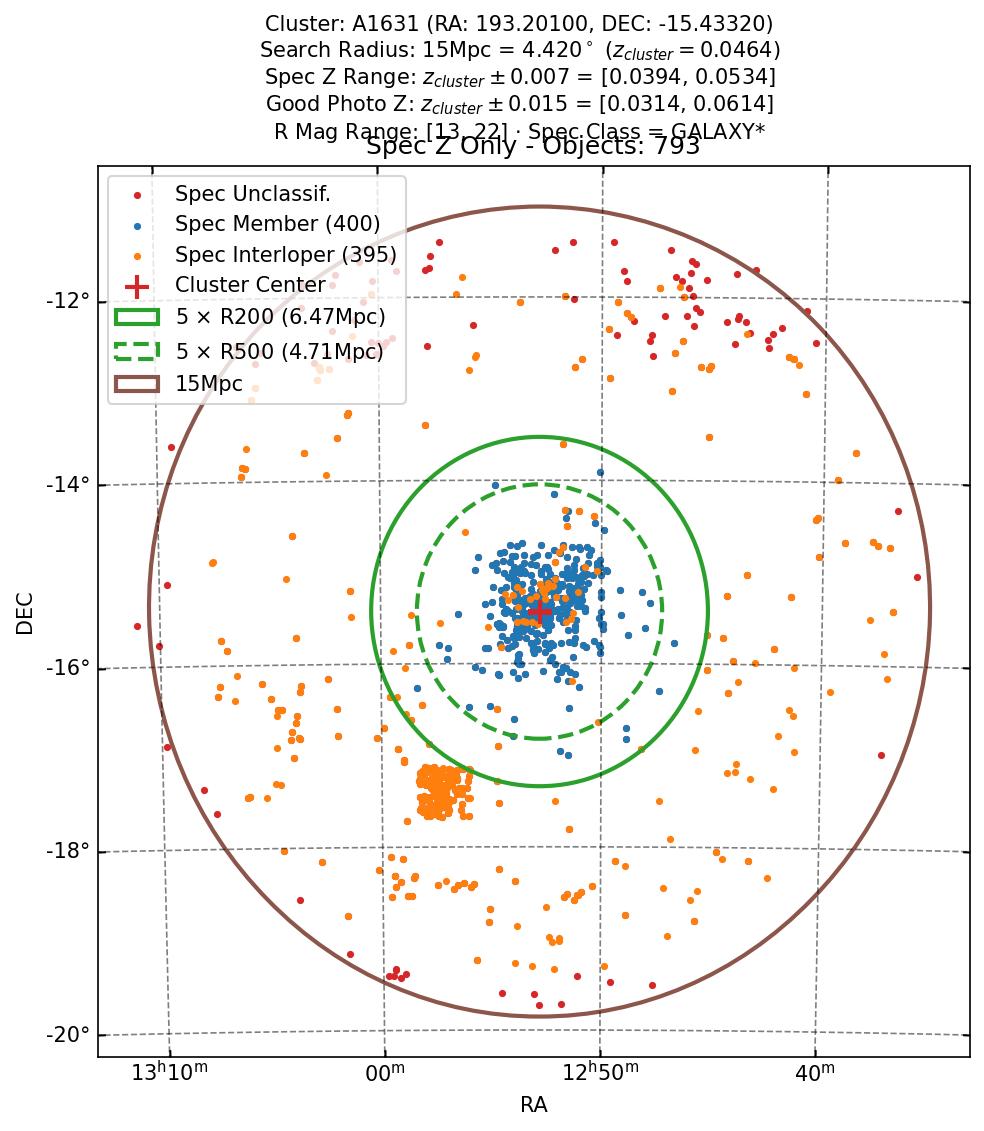 Cluster: A1631 (RA: 193.20100, DEC: -15.43320)
Search Radius: 15Mpc = 4.420° (z_cluster = 0.0464)
Spec Z Range: z_cluster ± 0.007 = [0.0394, 0.0534]
Good Photo Z: z_cluster ± 0.015 = [0.0314, 0.0614]
R Mag Range: [13, 22] · Spec Class = GALAXY*
Spec Z Only - Objects: 793
Spec Unclassif.
Spec Member (400)
Spec Interloper (395)
Cluster Center
5 × R200 (6.47Mpc)
5 × R500 (4.71Mpc)
15Mpc
-12°
-14°
-16°
-18°
-20°
DEC
13h10m
00m
12h50m
40m
RA